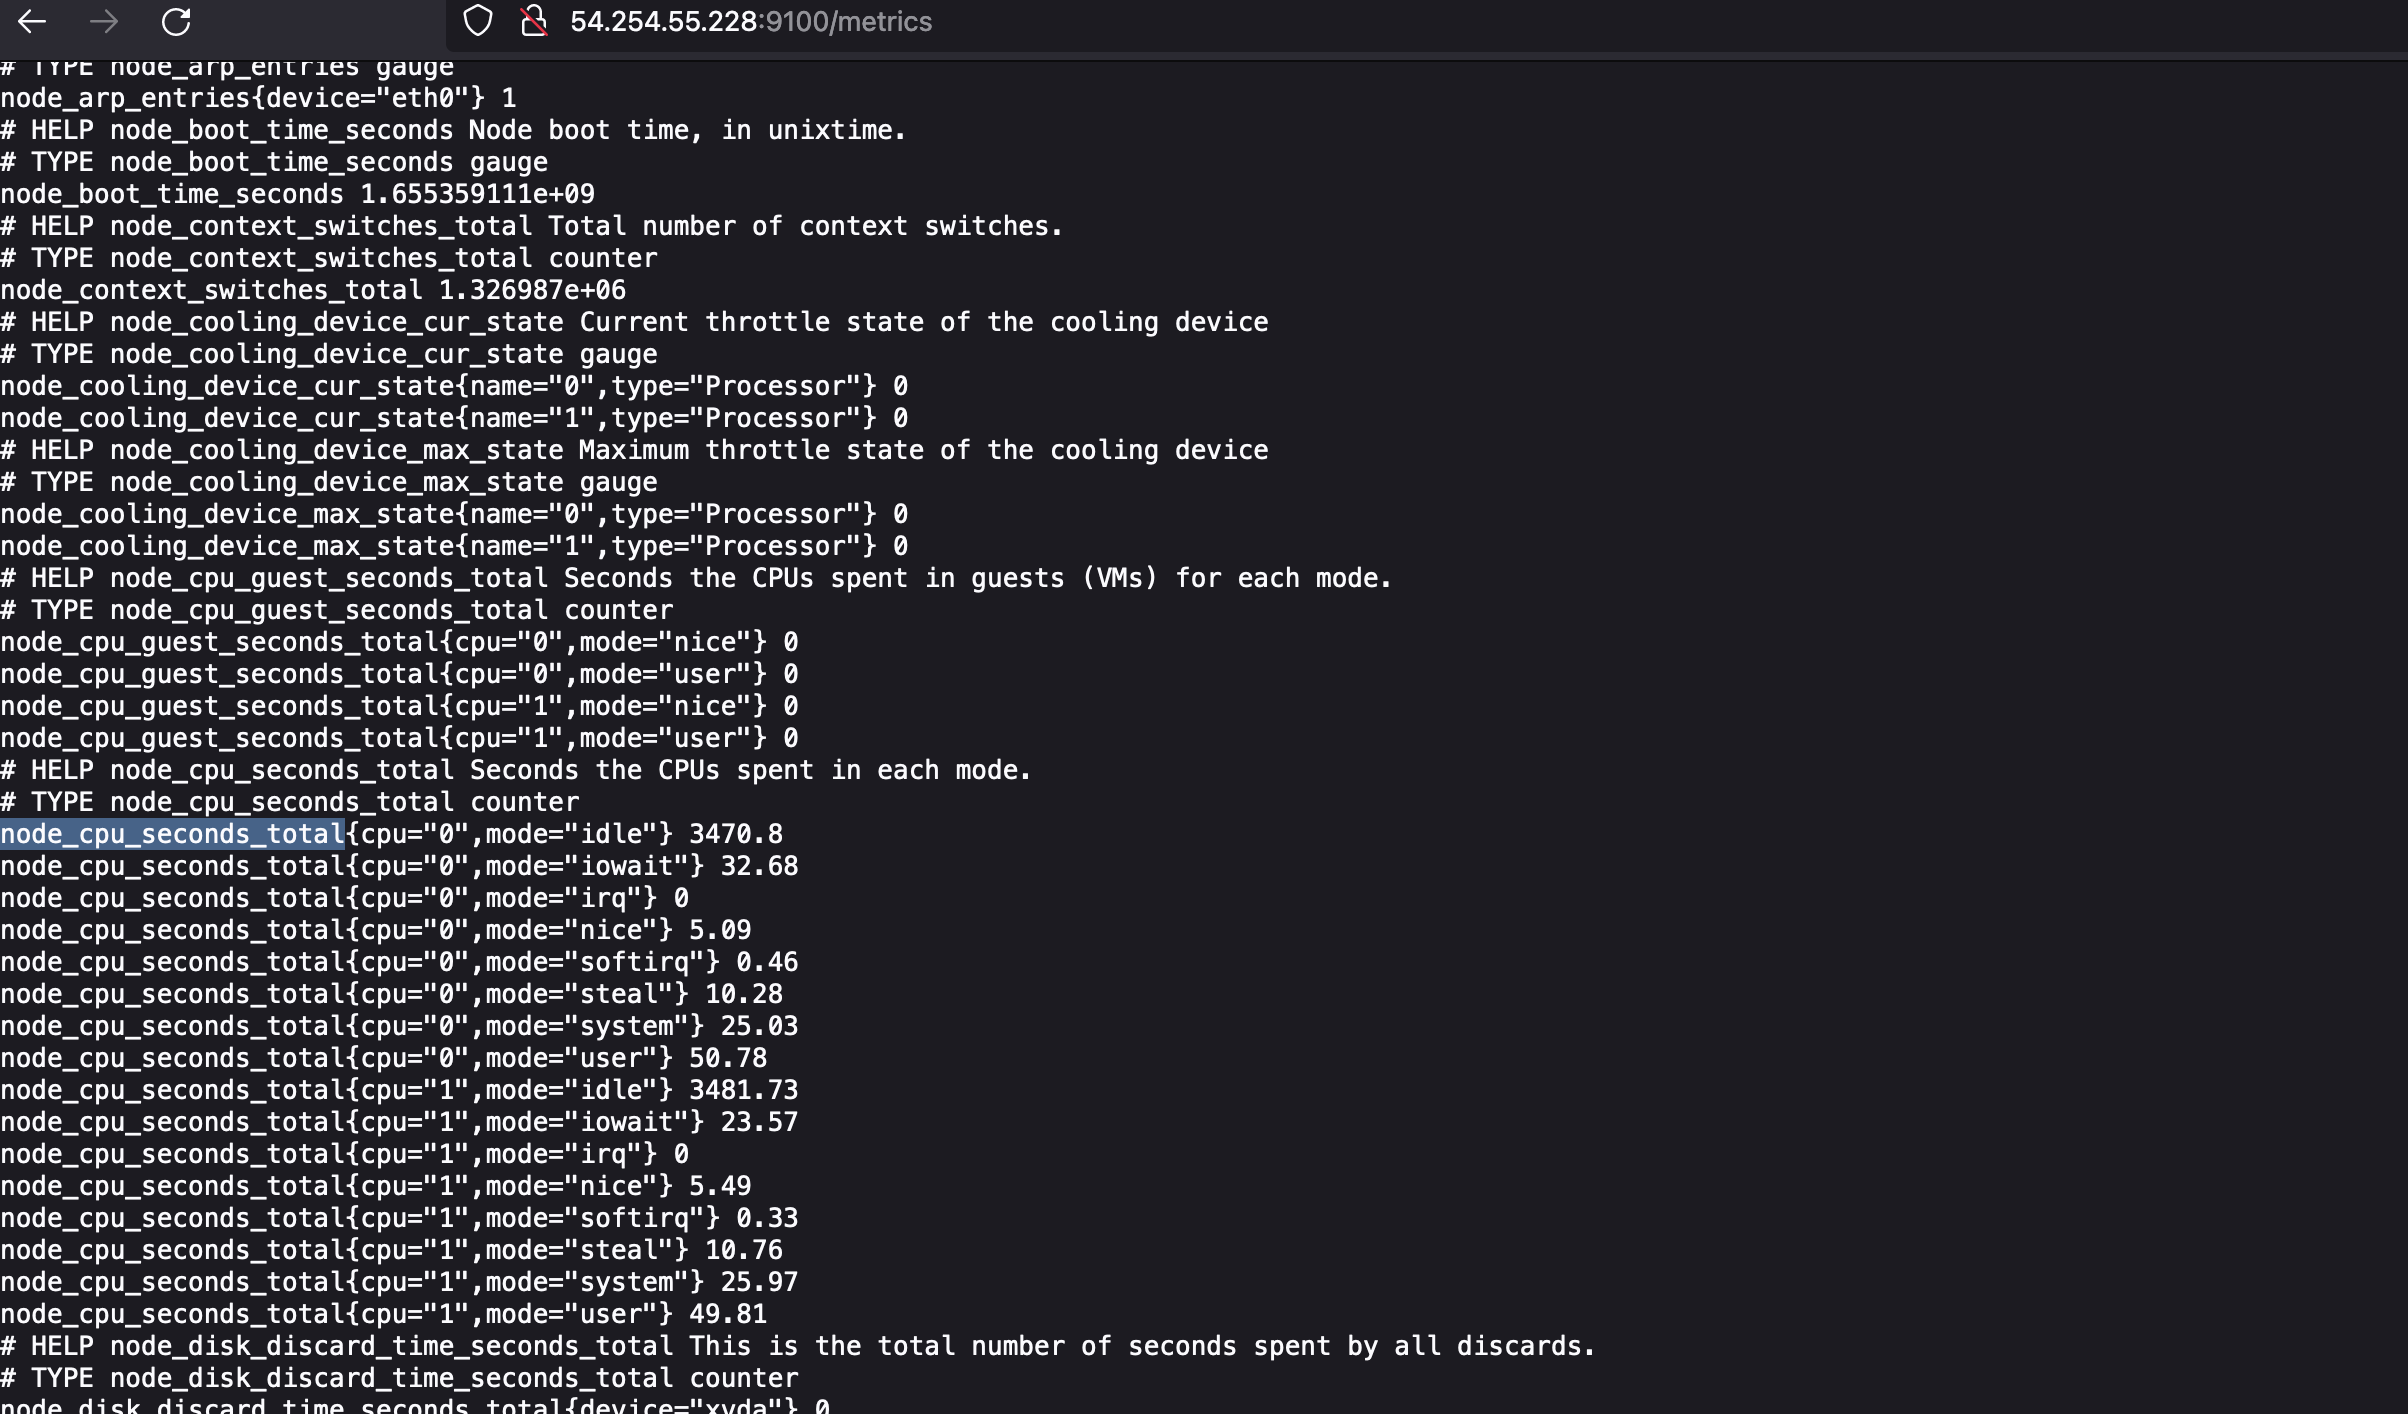 54.254.55.228:9100/metrics
# TYPE node_arp_entries gauge
node_arp_entries{device="eth0"} 1
# HELP node_boot_time_seconds Node boot time, in unixtime.
# TYPE node_boot_time_seconds gauge
node_boot_time_seconds 1.655359111e+09
# HELP node_context_switches_total Total number of context switches.
# TYPE node_context_switches_total counter
node_context_switches_total 1.326987e+06
# HELP node_cooling_device_cur_state Current throttle state of the cooling device
# TYPE node_cooling_device_cur_state gauge
node_cooling_device_cur_state{name="0",type="Processor"} 0
node_cooling_device_cur_state{name="1",type="Processor"} 0
# HELP node_cooling_device_max_state Maximum throttle state of the cooling device
# TYPE node_cooling_device_max_state gauge
node_cooling_device_max_state{name="0",type="Processor"} 0
node_cooling_device_max_state{name="1",type="Processor"} 0
# HELP node_cpu_guest_seconds_total Seconds the CPUs spent in guests (VMs) for each mode.
# TYPE node_cpu_guest_seconds_total counter
node_cpu_guest_seconds_total{cpu="0",mode="nice"} 0
node_cpu_guest_seconds_total{cpu="0",mode="user"} 0
node_cpu_guest_seconds_total{cpu="1",mode="nice"} 0
node_cpu_guest_seconds_total{cpu="1",mode="user"} 0
# HELP node_cpu_seconds_total Seconds the CPUs spent in each mode.
# TYPE node_cpu_seconds_total counter
node_cpu_seconds_total{cpu="0",mode="idle"} 3470.8
node_cpu_seconds_total{cpu="0",mode="iowait"} 32.68
node_cpu_seconds_total{cpu="0",mode="irq"} 0
node_cpu_seconds_total{cpu="0",mode="nice"} 5.09
node_cpu_seconds_total{cpu="0",mode="softirq"} 0.46
node_cpu_seconds_total{cpu="0",mode="steal"} 10.28
node_cpu_seconds_total{cpu="0",mode="system"} 25.03
node_cpu_seconds_total{cpu="0",mode="user"} 50.78
node_cpu_seconds_total{cpu="1",mode="idle"} 3481.73
node_cpu_seconds_total{cpu="1",mode="iowait"} 23.57
node_cpu_seconds_total{cpu="1",mode="irq"} 0
node_cpu_seconds_total{cpu="1",mode="nice"} 5.49
node_cpu_seconds_total{cpu="1",mode="softirq"} 0.33
node_cpu_seconds_total{cpu="1",mode="steal"} 10.76
node_cpu_seconds_total{cpu="1",mode="system"} 25.97
node_cpu_seconds_total{cpu="1",mode="user"} 49.81
# HELP node_disk_discard_time_seconds_total This is the total number of seconds spent by all discards.
# TYPE node_disk_discard_time_seconds_total counter
node_disk_discard_time_seconds_total{device="xvda"} 0